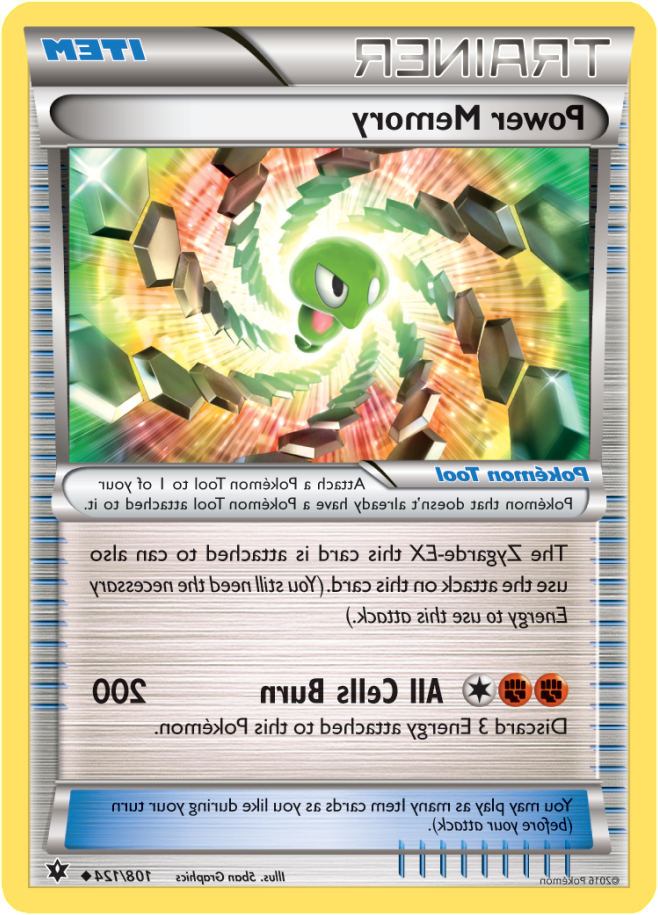 TRAINER ITEM
Power Memory
Pokémon Tool
Attach a Pokémon Tool to 1 of your
Pokémon that doesn't already have a Pokémon Tool attached to it.
The Zygarde-EX this card is attached to can also
use the attack on this card. (You still need the necessary
Energy to use this attack.)
All Cells Burn 200
Discard 3 Energy attached to this Pokémon.
You may play as many Item cards as you like during your turn
(before your attack).
©2016 Pokémon Illus. 5ban Graphics 108/124